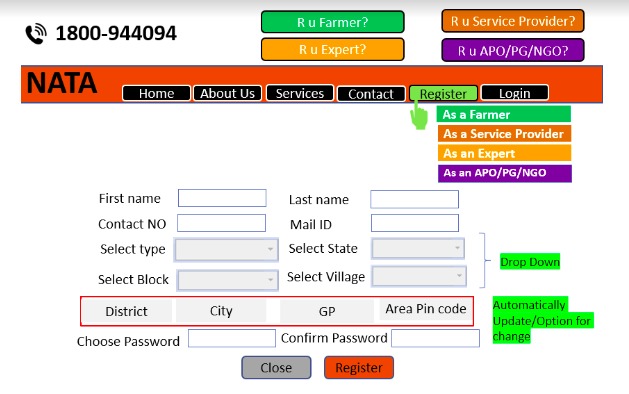 1800-944094
R u Farmer?
R u Service Provider?
R u Expert?
R u APO/PG/NGO?
NATA
Home
About Us
Services
Contact
Register
Login
As a Farmer
As a Service Provider
As an Expert
As an APO/PG/NGO
First name
Last name
Contact NO
Mail ID
Select type
Select State
Drop Down
Select Block
Select Village
District
City
GP
Area Pin code
Automatically
Update/Option for
change
Choose Password
Confirm Password
Close
Register